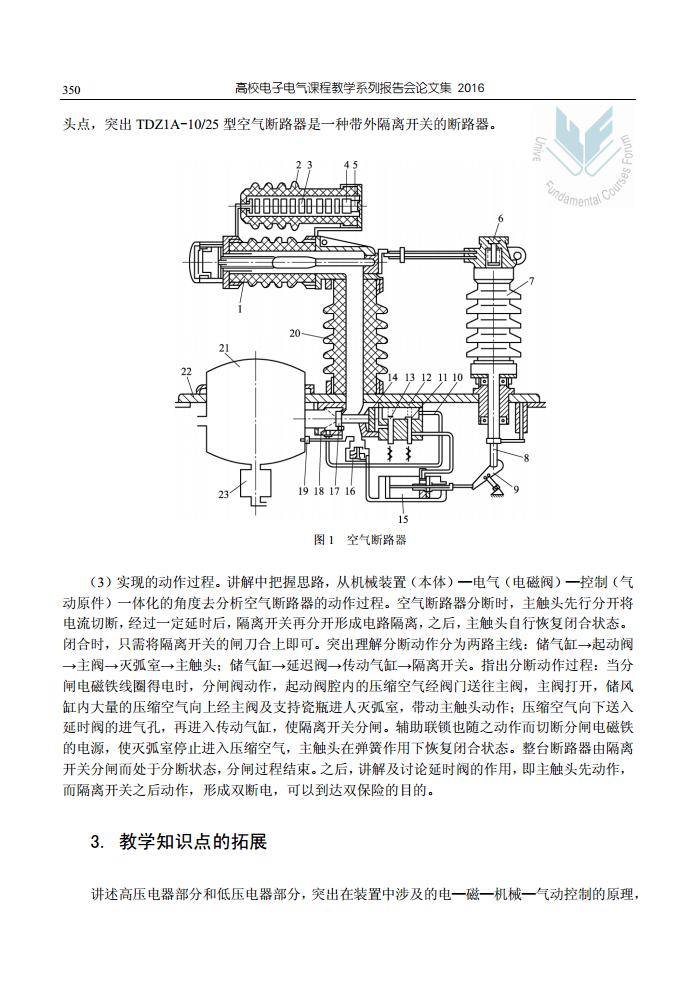 350
高校电子电气课程教学系列报告会论文集 2016
Unive
Fundamental Courses Forum
头点，突出 TDZ1A-10/25 型空气断路器是一种带外隔离开关的断路器。
2 3 4 5
6
7
1
20
21
22
14 13 12 11 10
8
9
19 18 17 16
23
15
图 1 空气断路器
（3）实现的动作过程。讲解中把握思路，从机械装置（本体）—电气（电磁阀）—控制（气
动原件）一体化的角度去分析空气断路器的动作过程。空气断路器分断时，主触头先行分开将
电流切断，经过一定延时后，隔离开关再分开形成电路隔离，之后，主触头自行恢复闭合状态。
闭合时，只需将隔离开关的闸刀合上即可。突出理解分断动作分为两路主线：储气缸→起动阀
→主阀→灭弧室→主触头；储气缸→延迟阀→传动气缸→隔离开关。指出分断动作过程：当分
闸电磁铁线圈得电时，分闸阀动作，起动阀腔内的压缩空气经阀门送往主阀，主阀打开，储风
缸内大量的压缩空气向上经主阀及支持瓷瓶进人灭弧室，带动主触头动作；压缩空气向下送入
延时阀的进气孔，再进入传动气缸，使隔离开关分闸。辅助联锁也随之动作而切断分闸电磁铁
的电源，使灭弧室停止进入压缩空气，主触头在弹簧作用下恢复闭合状态。整台断路器由隔离
开关分闸而处于分断状态，分闸过程结束。之后，讲解及讨论延时阀的作用，即主触头先动作，
而隔离开关之后动作，形成双断电，可以到达双保险的目的。
3. 教学知识点的拓展
讲述高压电器部分和低压电器部分，突出在装置中涉及的电—磁—机械—气动控制的原理，